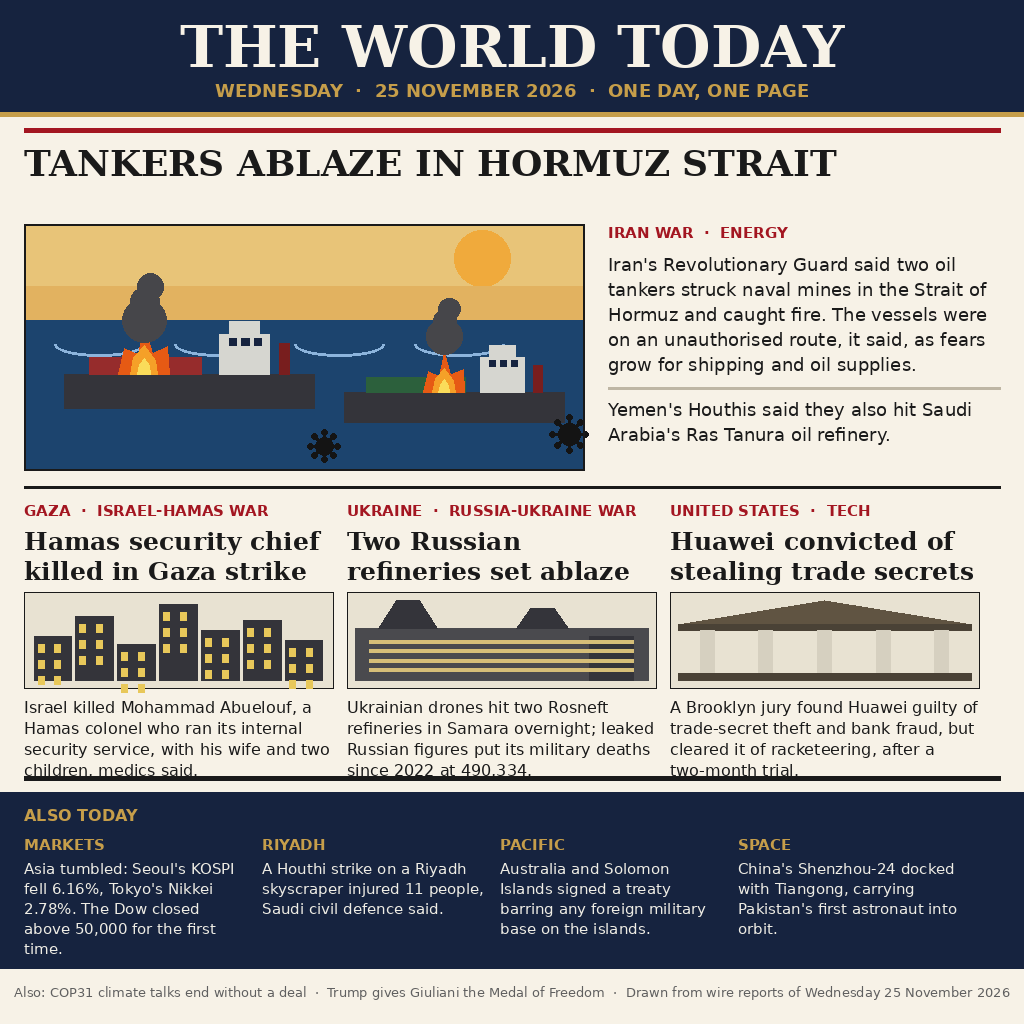 THE WORLD TODAY
WEDNESDAY · 25 NOVEMBER 2026 · ONE DAY, ONE PAGE
TANKERS ABLAZE IN HORMUZ STRAIT
IRAN WAR · ENERGY
Iran's Revolutionary Guard said two oil
tankers struck naval mines in the Strait of
Hormuz and caught fire. The vessels were
on an unauthorised route, it said, as fears
grow for shipping and oil supplies.
Yemen's Houthis said they also hit Saudi
Arabia's Ras Tanura oil refinery.
GAZA · ISRAEL-HAMAS WAR
Hamas security chief
killed in Gaza strike
Israel killed Mohammad Abuelouf, a
Hamas colonel who ran its internal
security service, with his wife and two
children, medics said.
UKRAINE · RUSSIA-UKRAINE WAR
Two Russian
refineries set ablaze
Ukrainian drones hit two Rosneft
refineries in Samara overnight; leaked
Russian figures put its military deaths
since 2022 at 490,334.
UNITED STATES · TECH
Huawei convicted of
stealing trade secrets
A Brooklyn jury found Huawei guilty of
trade-secret theft and bank fraud, but
cleared it of racketeering, after a
two-month trial.
ALSO TODAY
MARKETS
Asia tumbled: Seoul's KOSPI
fell 6.16%, Tokyo's Nikkei
2.78%. The Dow closed
above 50,000 for the first
time.
RIYADH
A Houthi strike on a Riyadh
skyscraper injured 11 people,
Saudi civil defence said.
PACIFIC
Australia and Solomon
Islands signed a treaty
barring any foreign military
base on the islands.
SPACE
China's Shenzhou-24 docked
with Tiangong, carrying
Pakistan's first astronaut into
orbit.
Also: COP31 climate talks end without a deal · Trump gives Giuliani the Medal of Freedom · Drawn from wire reports of Wednesday 25 November 2026